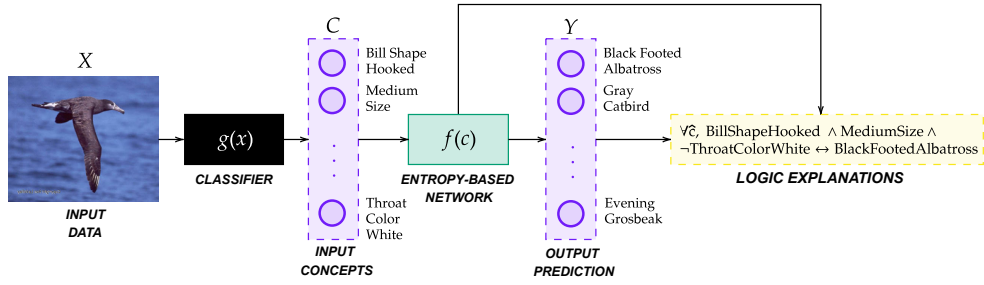 X
INPUT
DATA
g(x)
CLASSIFIER
C
Bill Shape
Hooked
Medium
Size
Throat
Color
White
INPUT
CONCEPTS
f(c)
ENTROPY-BASED
NETWORK
Y
Black Footed
Albatross
Gray
Catbird
Evening
Grosbeak
OUTPUT
PREDICTION
∀ĉ, BillShapeHooked ∧ MediumSize ∧
¬ThroatColorWhite ↔ BlackFootedAlbatross
LOGIC EXPLANATIONS